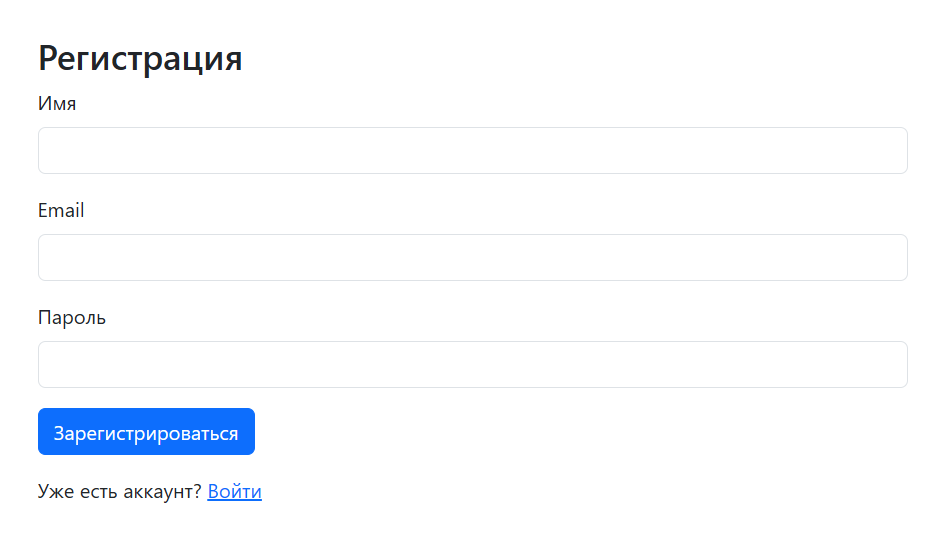 Регистрация
Имя
Email
Пароль
Зарегистрироваться
Уже есть аккаунт? Войти